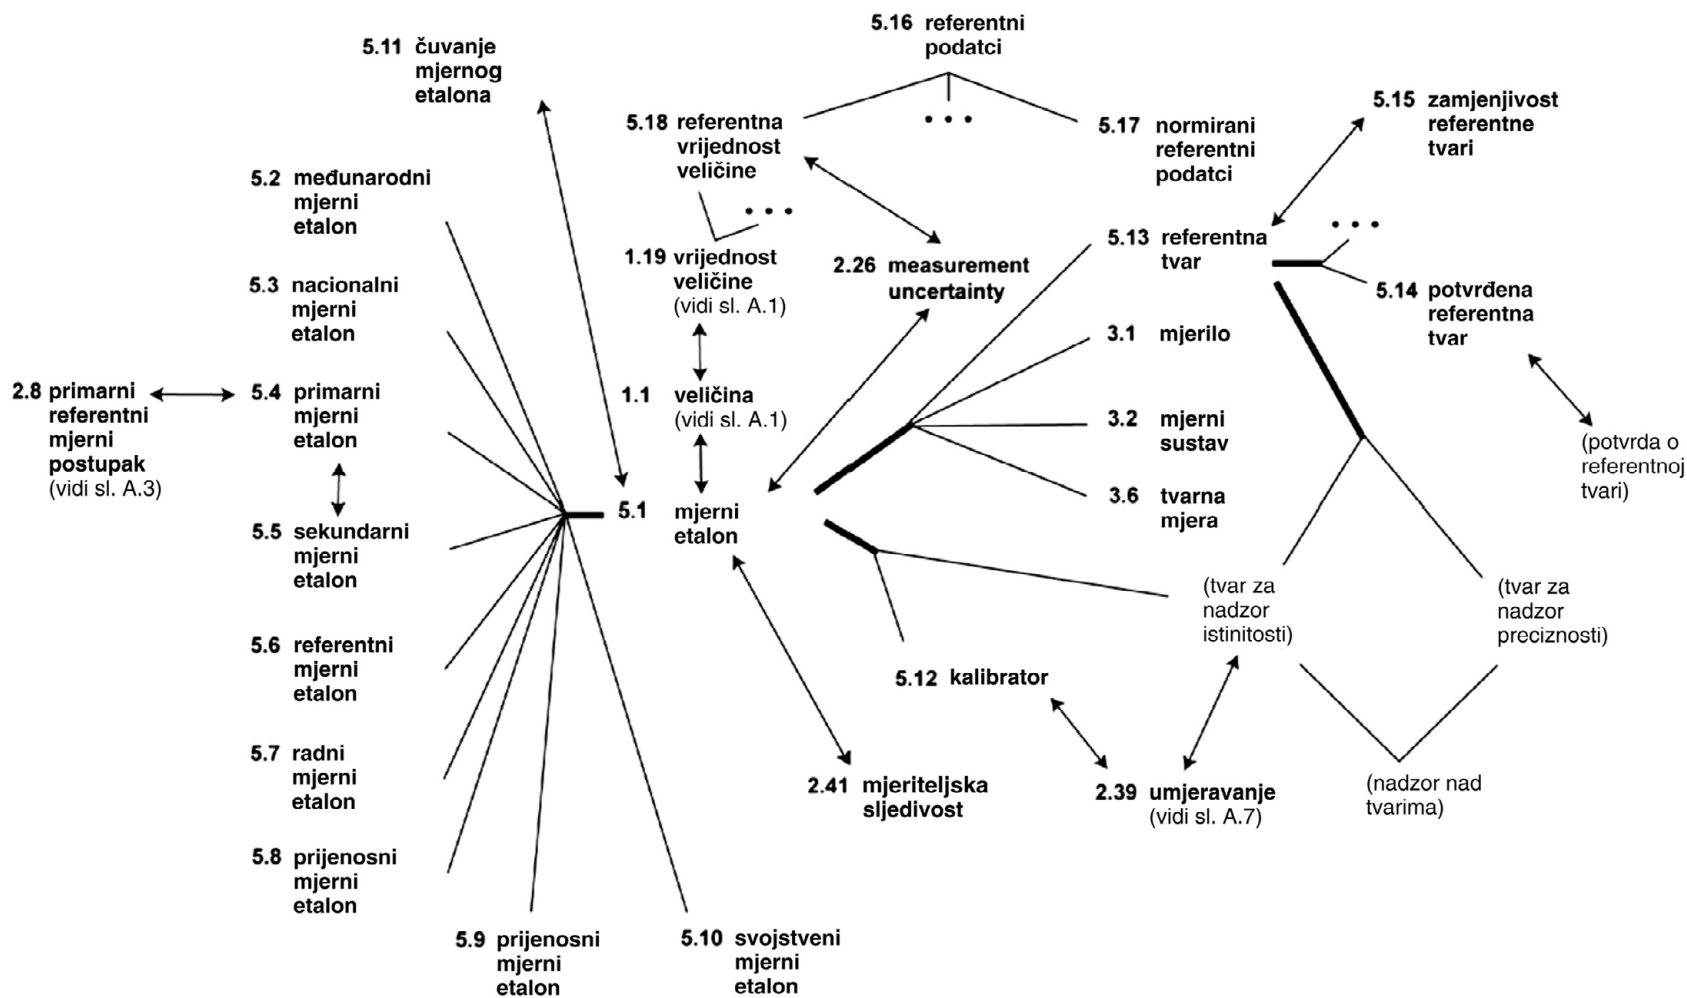 5.16 referentni
podatci
5.11 čuvanje
mjernog
etalona
5.18 referentna
vrijednost
veličine
5.17 normirani
referentni
podatci
5.15 zamjenjivost
referentne
tvari
5.2 međunarodni
mjerni
etalon
5.13 referentna
tvar
1.19 vrijednost
veličine
(vidi sl. A.1)
2.26 measurement
uncertainty
5.14 potvrđena
referentna
tvar
5.3 nacionalni
mjerni
etalon
3.1 mjerilo
2.8 primarni
referentni
mjerni
postupak
(vidi sl. A.3)
5.4 primarni
mjerni
etalon
1.1 veličina
(vidi sl. A.1)
3.2 mjerni
sustav
(potvrda o
referentnoj
tvari)
3.6 tvarna
mjera
5.1 mjerni
etalon
5.5 sekundarni
mjerni
etalon
(tvar za
nadzor
istinitosti)
(tvar za
nadzor
preciznosti)
5.6 referentni
mjerni
etalon
5.12 kalibrator
5.7 radni
mjerni
etalon
2.41 mjeriteljska
sljedivost
2.39 umjeravanje
(vidi sl. A.7)
(nadzor nad
tvarima)
5.8 prijenosni
mjerni
etalon
5.9 prijenosni
mjerni
etalon
5.10 svojstveni
mjerni
etalon